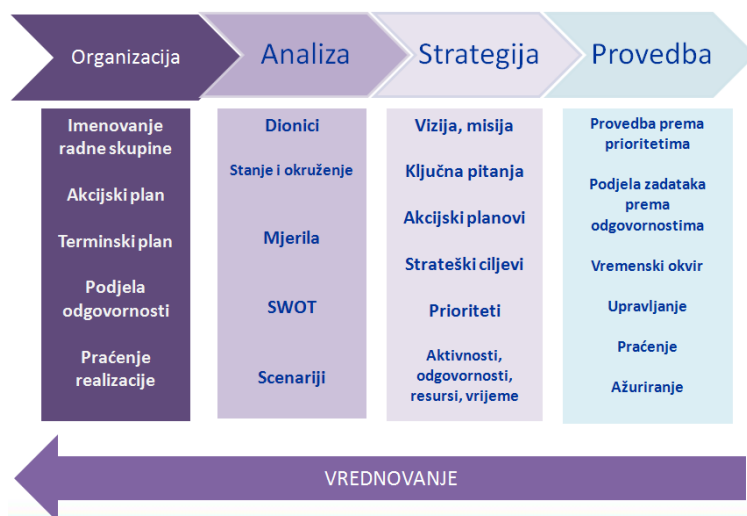 Organizacija
Analiza
Strategija
Provedba
Imenovanje
radne skupine
Akcijski plan
Terminski plan
Podjela
odgovornosti
Praćenje
realizacije
Dionici
Stanje i okruženje
Mjerila
SWOT
Scenariji
Vizija, misija
Ključna pitanja
Akcijski planovi
Strateški ciljevi
Prioriteti
Aktivnosti,
odgovornosti,
resursi, vrijeme
Provedba prema
prioritetima
Podjela zadataka
prema
odgovornostima
Vremenski okvir
Upravljanje
Praćenje
Ažuriranje
VREDNOVANJE